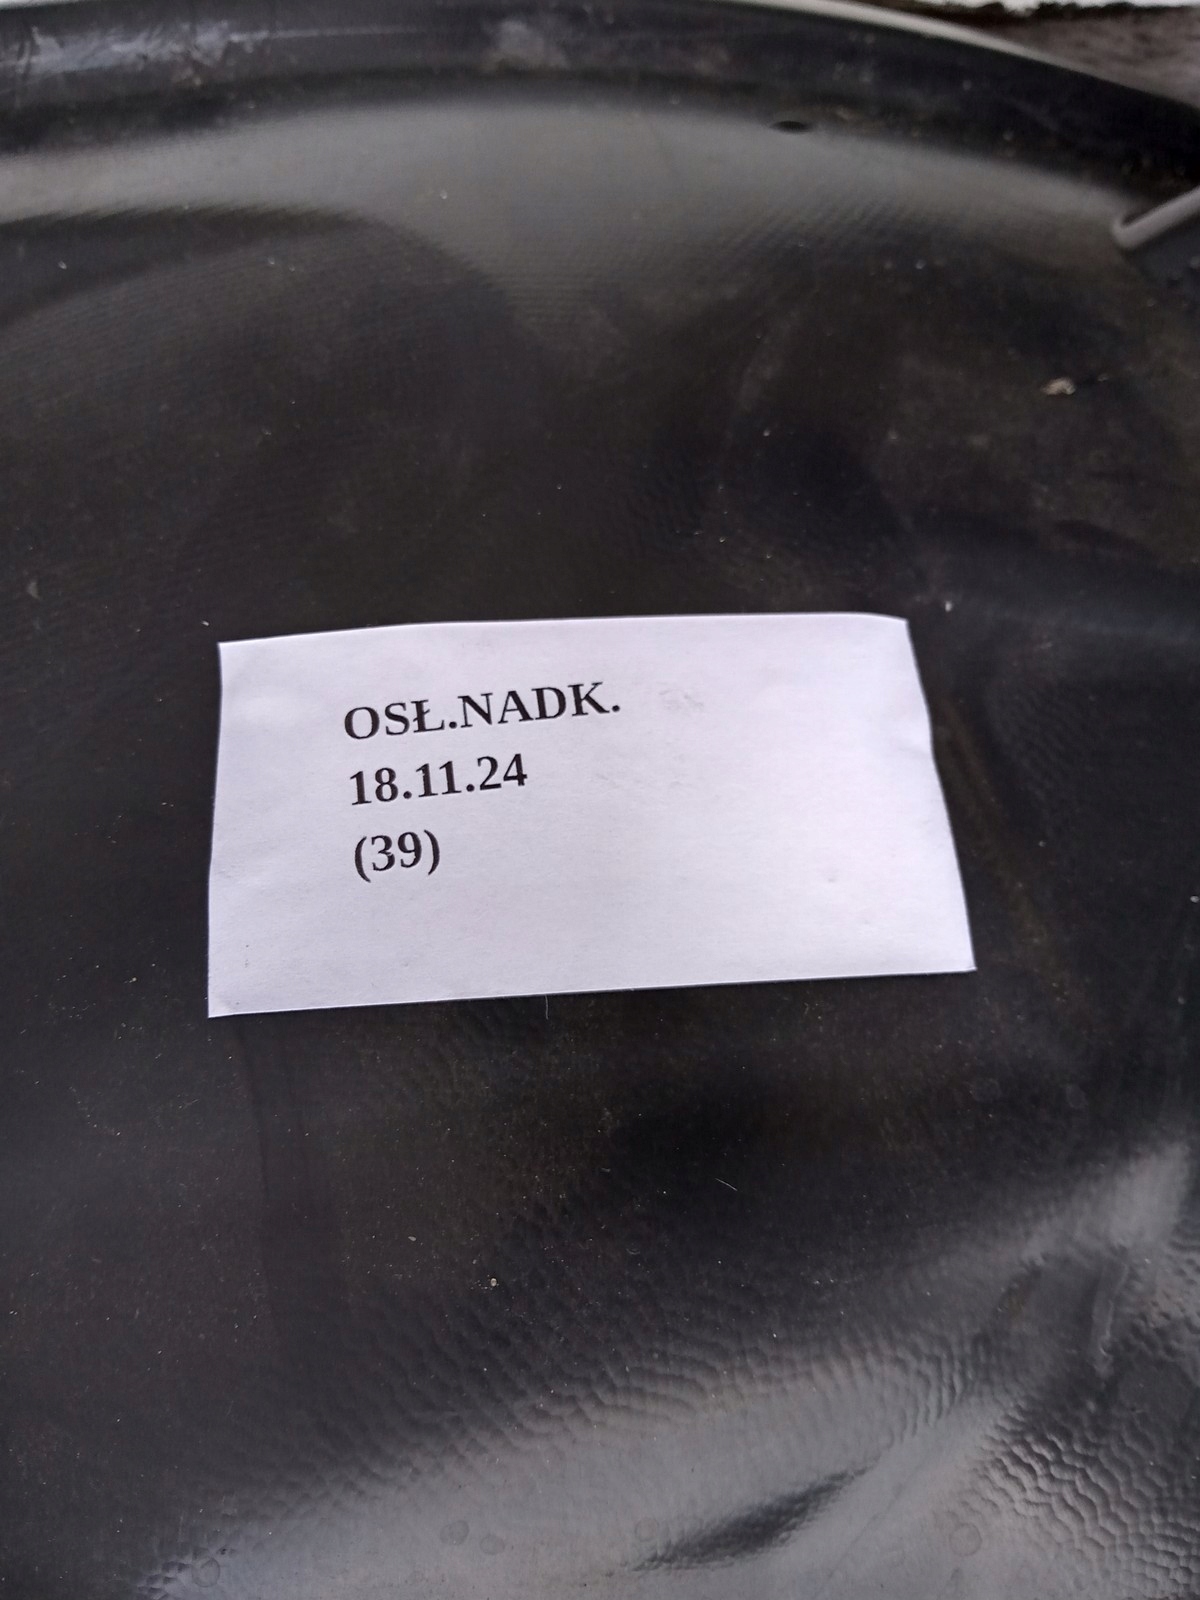 OSŁ.NADK.
18.11.24
(39)